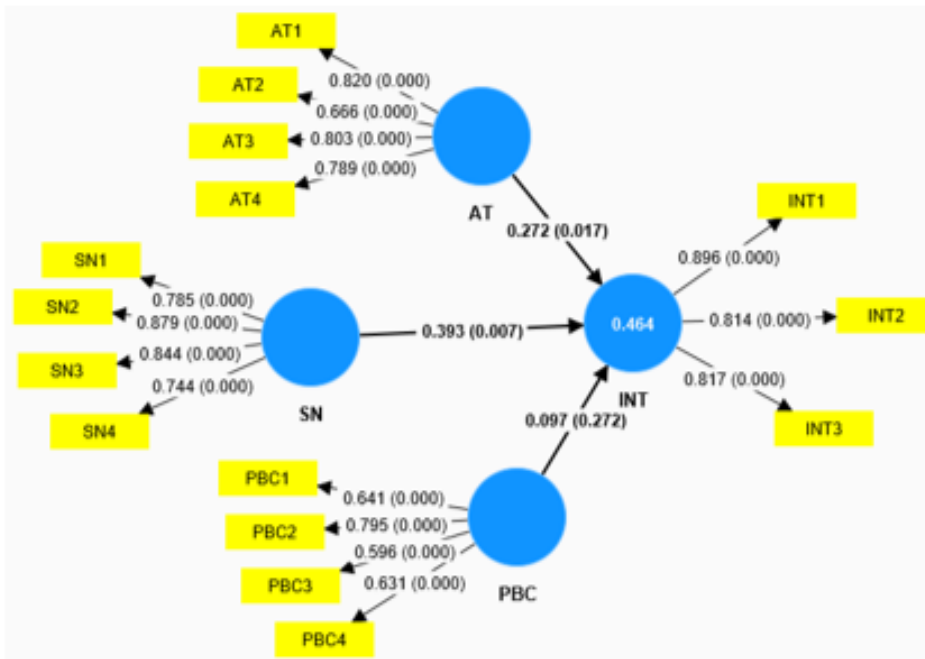 AT1
0.820 (0.000)
AT2
0.666 (0.000)
AT3
0.803 (0.000)
AT4
0.789 (0.000)
AT
0.272 (0.017)
SN1
0.785 (0.000)
SN2
0.879 (0.000)
SN3
0.844 (0.000)
SN4
0.744 (0.000)
SN
0.393 (0.007)
INT1
0.896 (0.000)
0.464
0.814 (0.000)
INT2
0.817 (0.000)
INT
INT3
0.097 (0.272)
PBC1
0.641 (0.000)
PBC2
0.795 (0.000)
PBC3
0.596 (0.000)
0.631 (0.000)
PBC4
PBC